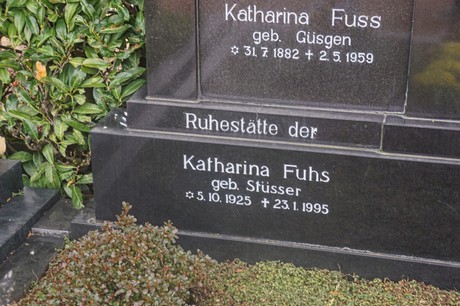 Katharina Fuss
geb. Güsgen
✡ 31.7.1882 ✝ 2.5.1959
Ruhestätte der
Katharina Fuhs
geb. Stüsser
✡ 5.10.1925 ✝ 23.1.1995